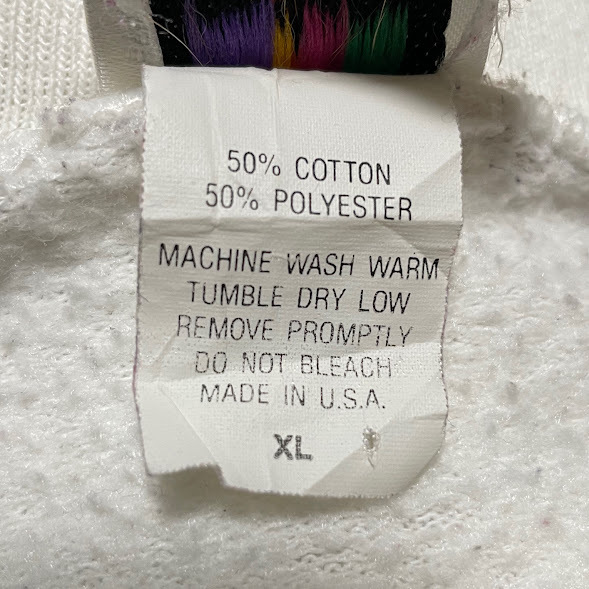 50% COTTON
50% POLYESTER
MACHINE WASH WARM
TUMBLE DRY LOW
REMOVE PROMPTLY
DO NOT BLEACH
MADE IN U.S.A.
XL